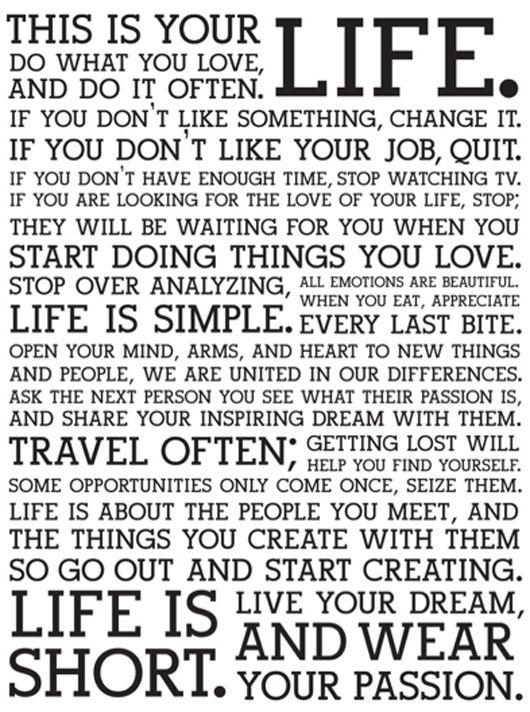 THIS IS YOUR
LIFE.
DO WHAT YOU LOVE,
AND DO IT OFTEN.
IF YOU DON'T LIKE SOMETHING, CHANGE IT.
IF YOU DON'T LIKE YOUR JOB, QUIT.
IF YOU DON'T HAVE ENOUGH TIME, STOP WATCHING TV.
IF YOU ARE LOOKING FOR THE LOVE OF YOUR LIFE, STOP;
THEY WILL BE WAITING FOR YOU WHEN YOU
START DOING THINGS YOU LOVE.
STOP OVER ANALYZING,
LIFE IS SIMPLE.
ALL EMOTIONS ARE BEAUTIFUL.
WHEN YOU EAT, APPRECIATE
EVERY LAST BITE.
OPEN YOUR MIND, ARMS, AND HEART TO NEW THINGS
AND PEOPLE, WE ARE UNITED IN OUR DIFFERENCES.
ASK THE NEXT PERSON YOU SEE WHAT THEIR PASSION IS,
AND SHARE YOUR INSPIRING DREAM WITH THEM.
TRAVEL OFTEN;
GETTING LOST WILL
HELP YOU FIND YOURSELF.
SOME OPPORTUNITIES ONLY COME ONCE, SEIZE THEM.
LIFE IS ABOUT THE PEOPLE YOU MEET, AND
THE THINGS YOU CREATE WITH THEM
SO GO OUT AND START CREATING.
LIFE IS
SHORT.
LIVE YOUR DREAM,
AND WEAR
YOUR PASSION.